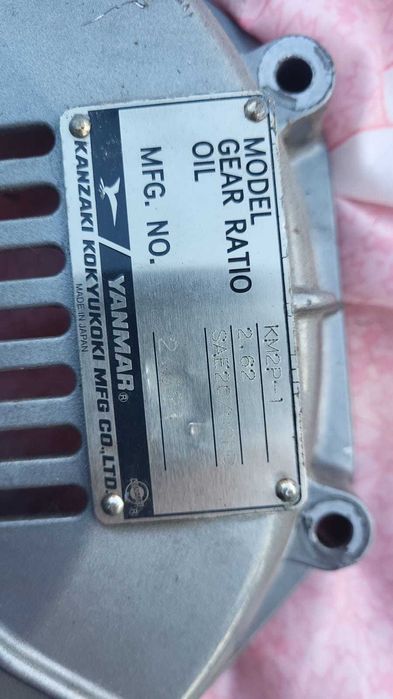 MODEL KM2P-1
GEAR RATIO 2.62
OIL
MFG. NO.
YANMAR®
KANZAKI KOKYUKOKI MFG CO., LTD.
MADE IN JAPAN